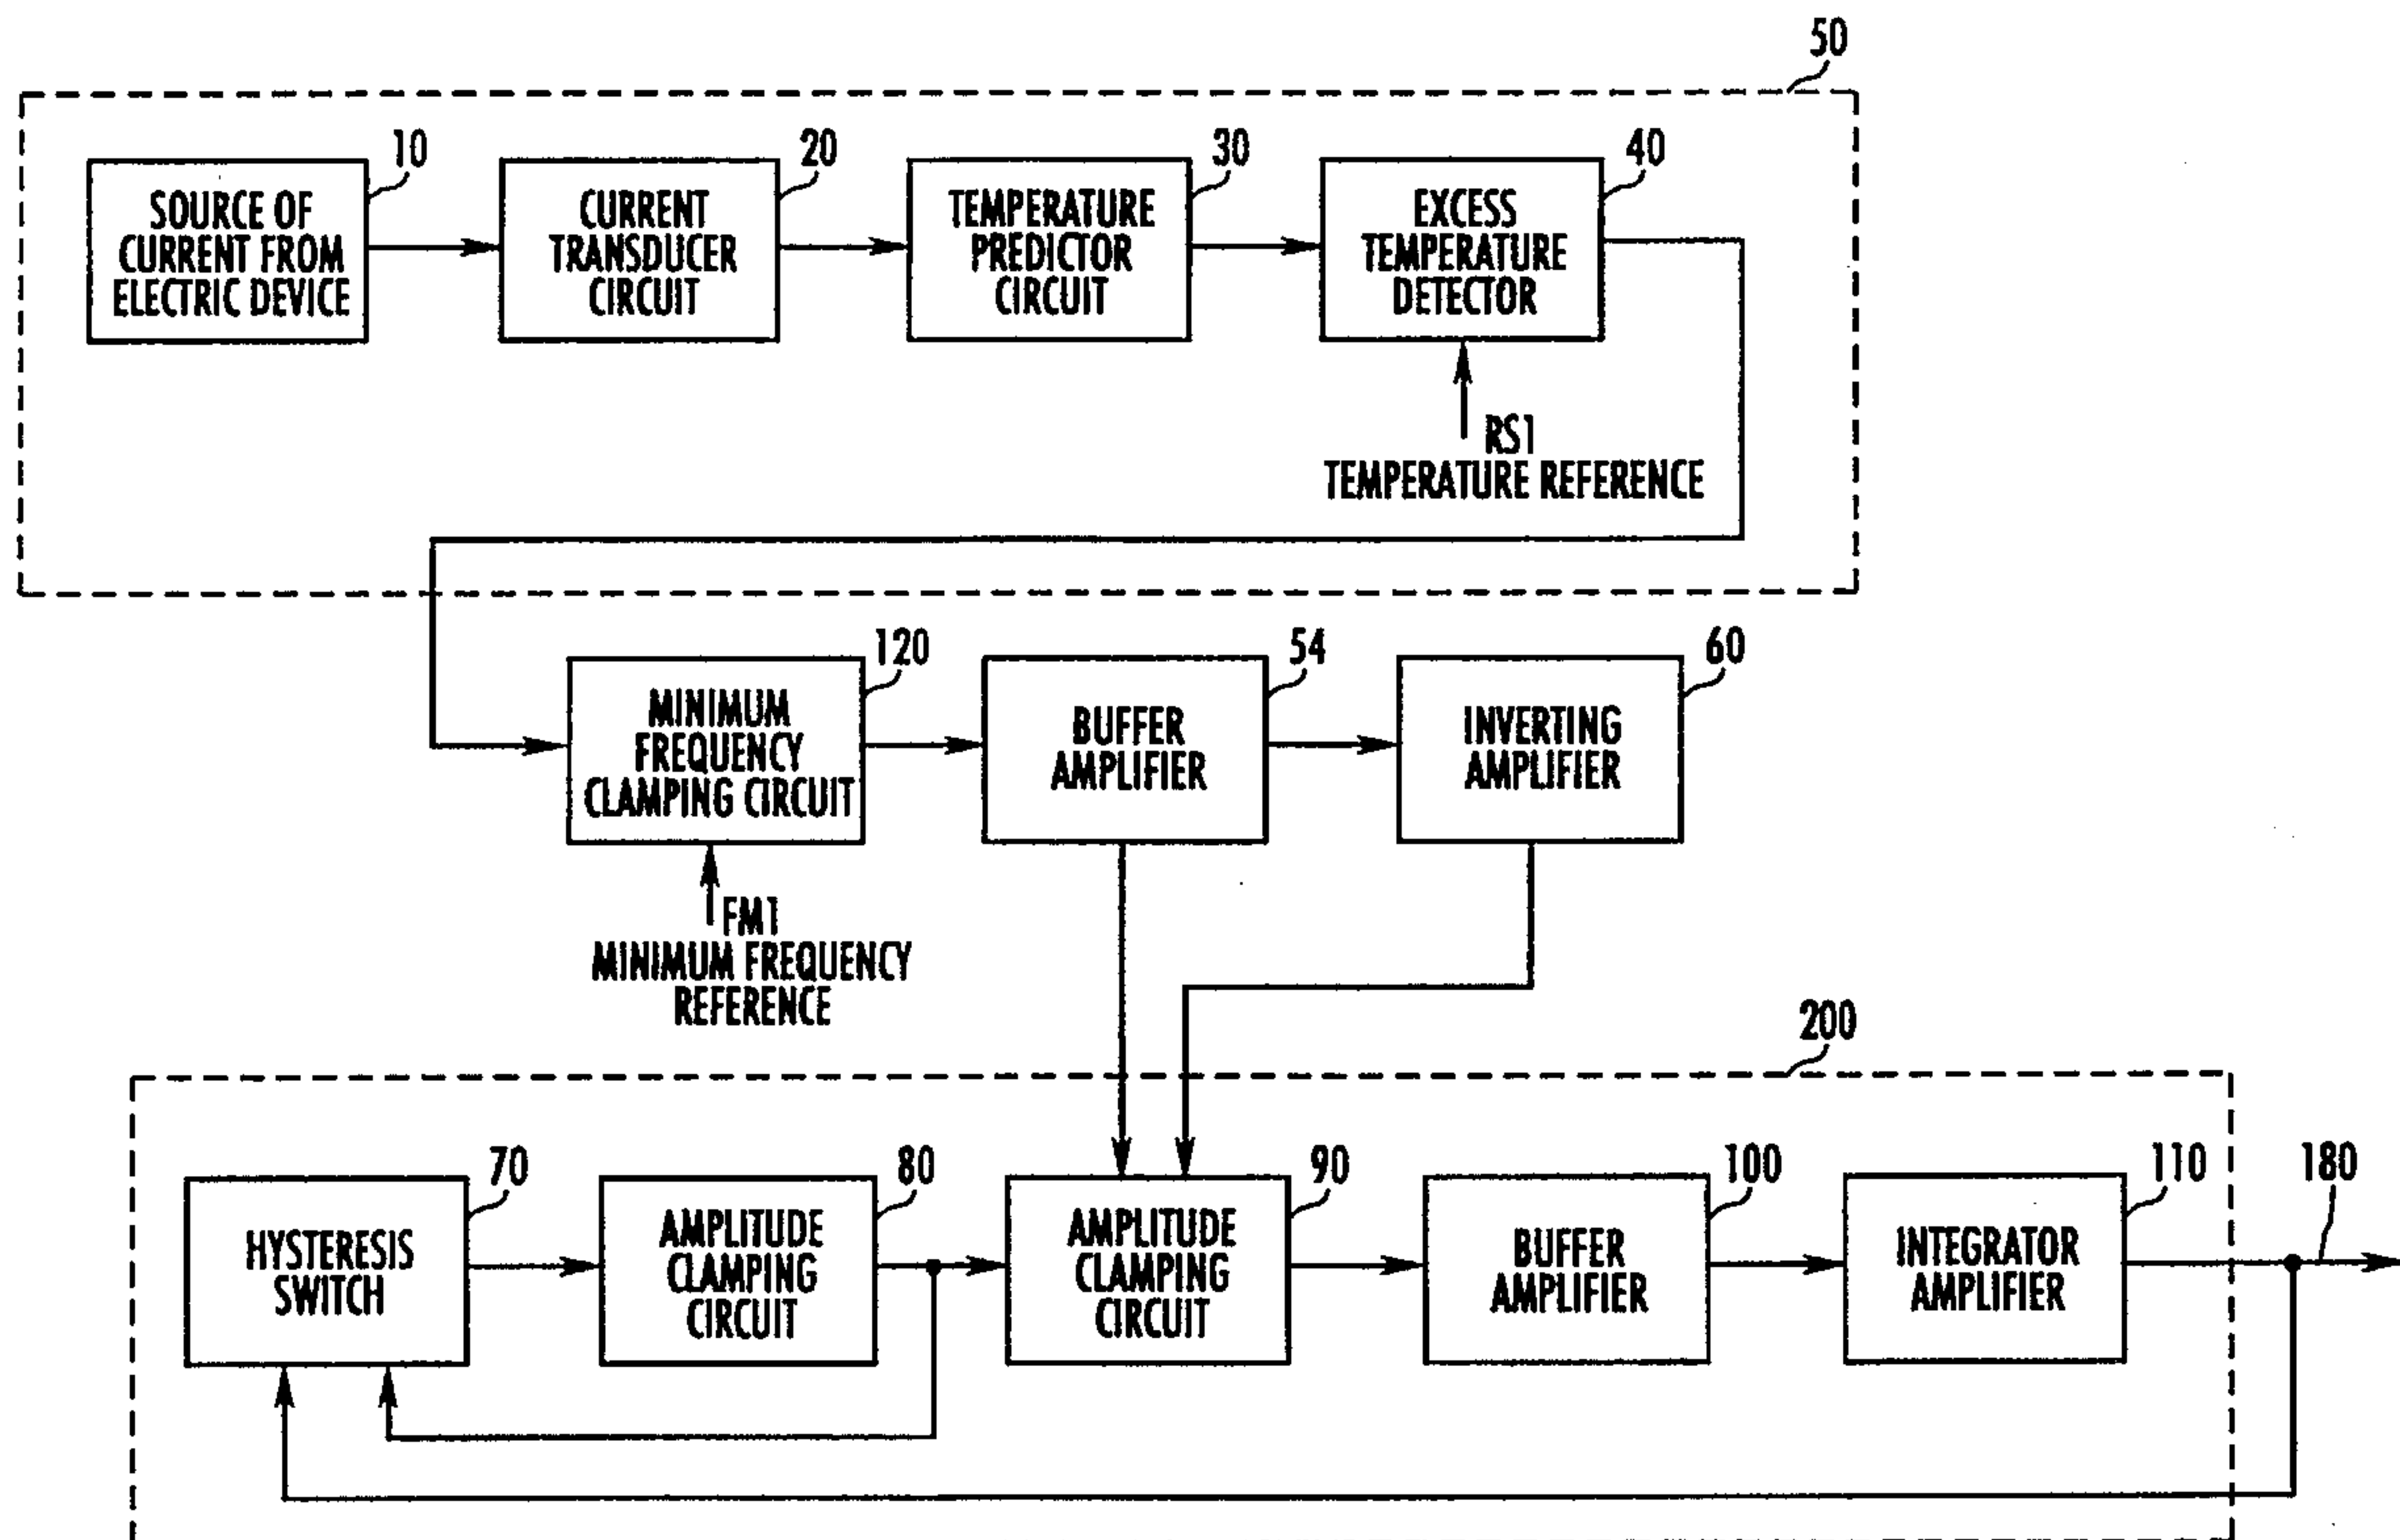 50
10
SOURCE OF
CURRENT FROM
ELECTRIC DEVICE
20
CURRENT
TRANSDUCER
CIRCUIT
30
TEMPERATURE
PREDICTOR
CIRCUIT
40
EXCESS
TEMPERATURE
DETECTOR
RS1
TEMPERATURE REFERENCE
120
MINIMUM
FREQUENCY
CLAMPING CIRCUIT
54
BUFFER
AMPLIFIER
60
INVERTING
AMPLIFIER
FM1
MINIMUM FREQUENCY
REFERENCE
200
70
HYSTERESIS
SWITCH
80
AMPLITUDE
CLAMPING
CIRCUIT
90
AMPLITUDE
CLAMPING
CIRCUIT
100
BUFFER
AMPLIFIER
110
INTEGRATOR
AMPLIFIER
180